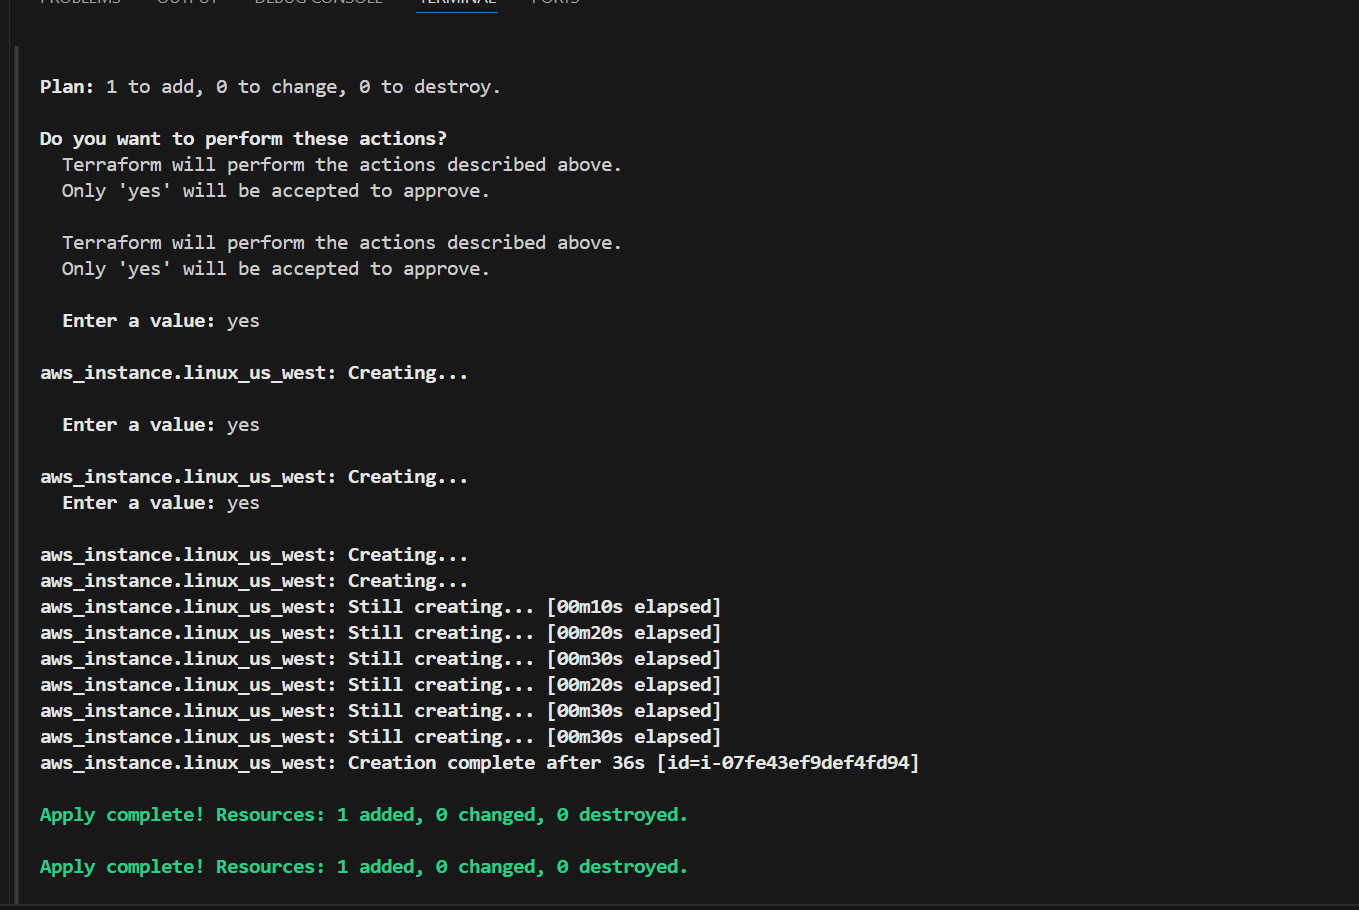 PROBLEMS OUTPUT DEBUG CONSOLE TERMINAL PORTS
Plan: 1 to add, 0 to change, 0 to destroy.
Do you want to perform these actions?
Terraform will perform the actions described above.
Only 'yes' will be accepted to approve.
Terraform will perform the actions described above.
Only 'yes' will be accepted to approve.
Enter a value: yes
aws_instance.linux_us_west: Creating...
Enter a value: yes
aws_instance.linux_us_west: Creating...
Enter a value: yes
aws_instance.linux_us_west: Creating...
aws_instance.linux_us_west: Creating...
aws_instance.linux_us_west: Still creating... [00m10s elapsed]
aws_instance.linux_us_west: Still creating... [00m20s elapsed]
aws_instance.linux_us_west: Still creating... [00m30s elapsed]
aws_instance.linux_us_west: Still creating... [00m20s elapsed]
aws_instance.linux_us_west: Still creating... [00m30s elapsed]
aws_instance.linux_us_west: Still creating... [00m30s elapsed]
aws_instance.linux_us_west: Creation complete after 36s [id=i-07fe43ef9def4fd94]
Apply complete! Resources: 1 added, 0 changed, 0 destroyed.
Apply complete! Resources: 1 added, 0 changed, 0 destroyed.